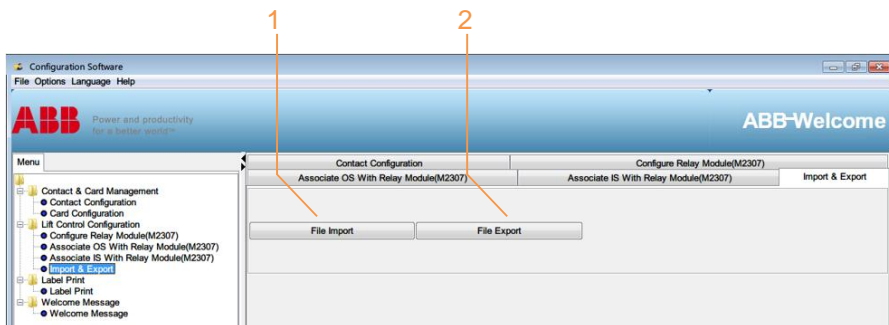 1 2
Configuration Software
File Options Language Help
ABB Power and productivity
for a better world™
ABB-Welcome
Menu
Contact Configuration Configure Relay Module(M2307)
Associate OS With Relay Module(M2307) Associate IS With Relay Module(M2307) Import & Export
Contact & Card Management
Contact Configuration
Card Configuration
Lift Control Configuration
Configure Relay Module(M2307)
Associate OS With Relay Module(M2307)
Associate IS With Relay Module(M2307)
Import & Export
Label Print
Label Print
Welcome Message
Welcome Message
File Import File Export